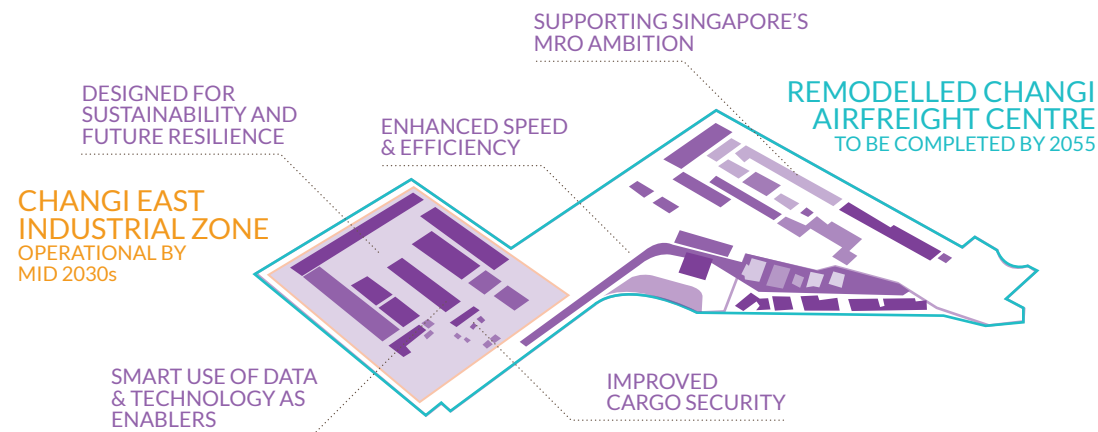 SUPPORTING SINGAPORE'S
MRO AMBITION
DESIGNED FOR
SUSTAINABILITY AND
FUTURE RESILIENCE
ENHANCED SPEED
& EFFICIENCY
REMODELLED CHANGI
AIRFREIGHT CENTRE
TO BE COMPLETED BY 2055
CHANGI EAST
INDUSTRIAL ZONE
OPERATIONAL BY
MID 2030s
SMART USE OF DATA
& TECHNOLOGY AS
ENABLERS
IMPROVED
CARGO SECURITY